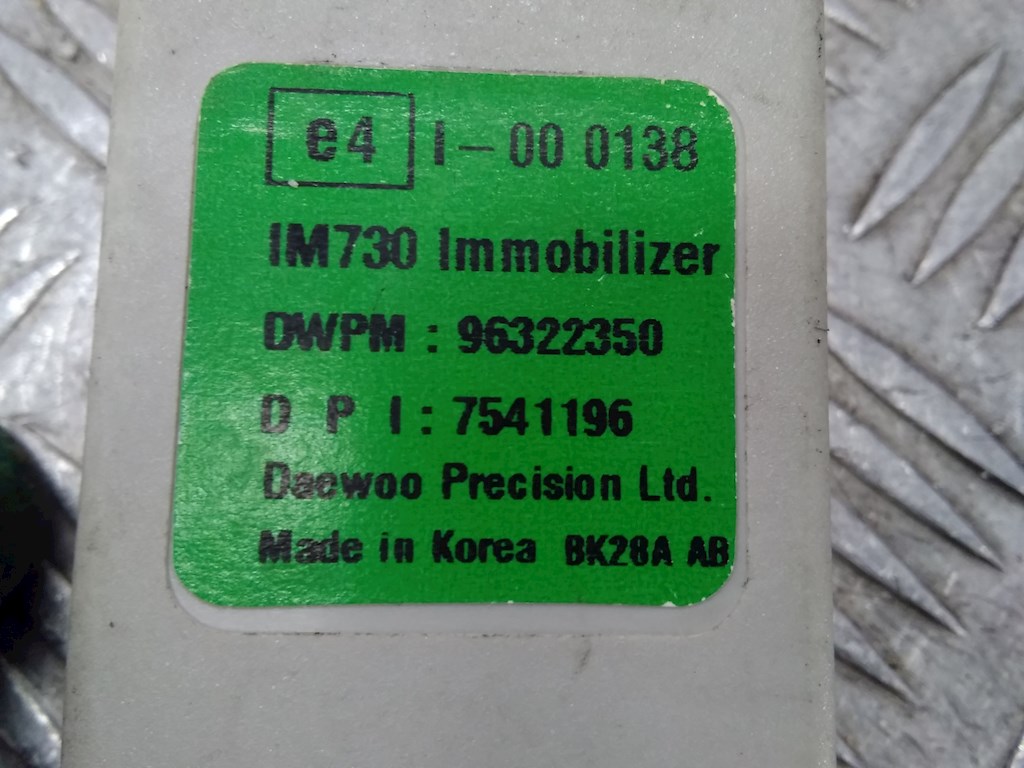 e4 I-00 0138
IM730 Immobilizer
DWPM : 96322350
D P I : 7541196
Daewoo Precision Ltd.
Made in Korea BK28A AB